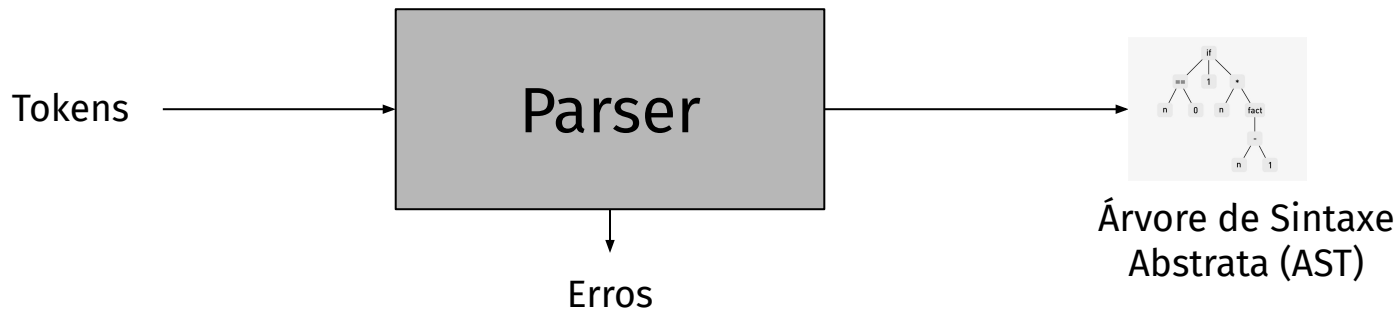 Tokens
Parser
Erros
if
== 1 *
n 0 n fact
-
n 1
Árvore de Sintaxe
Abstrata (AST)